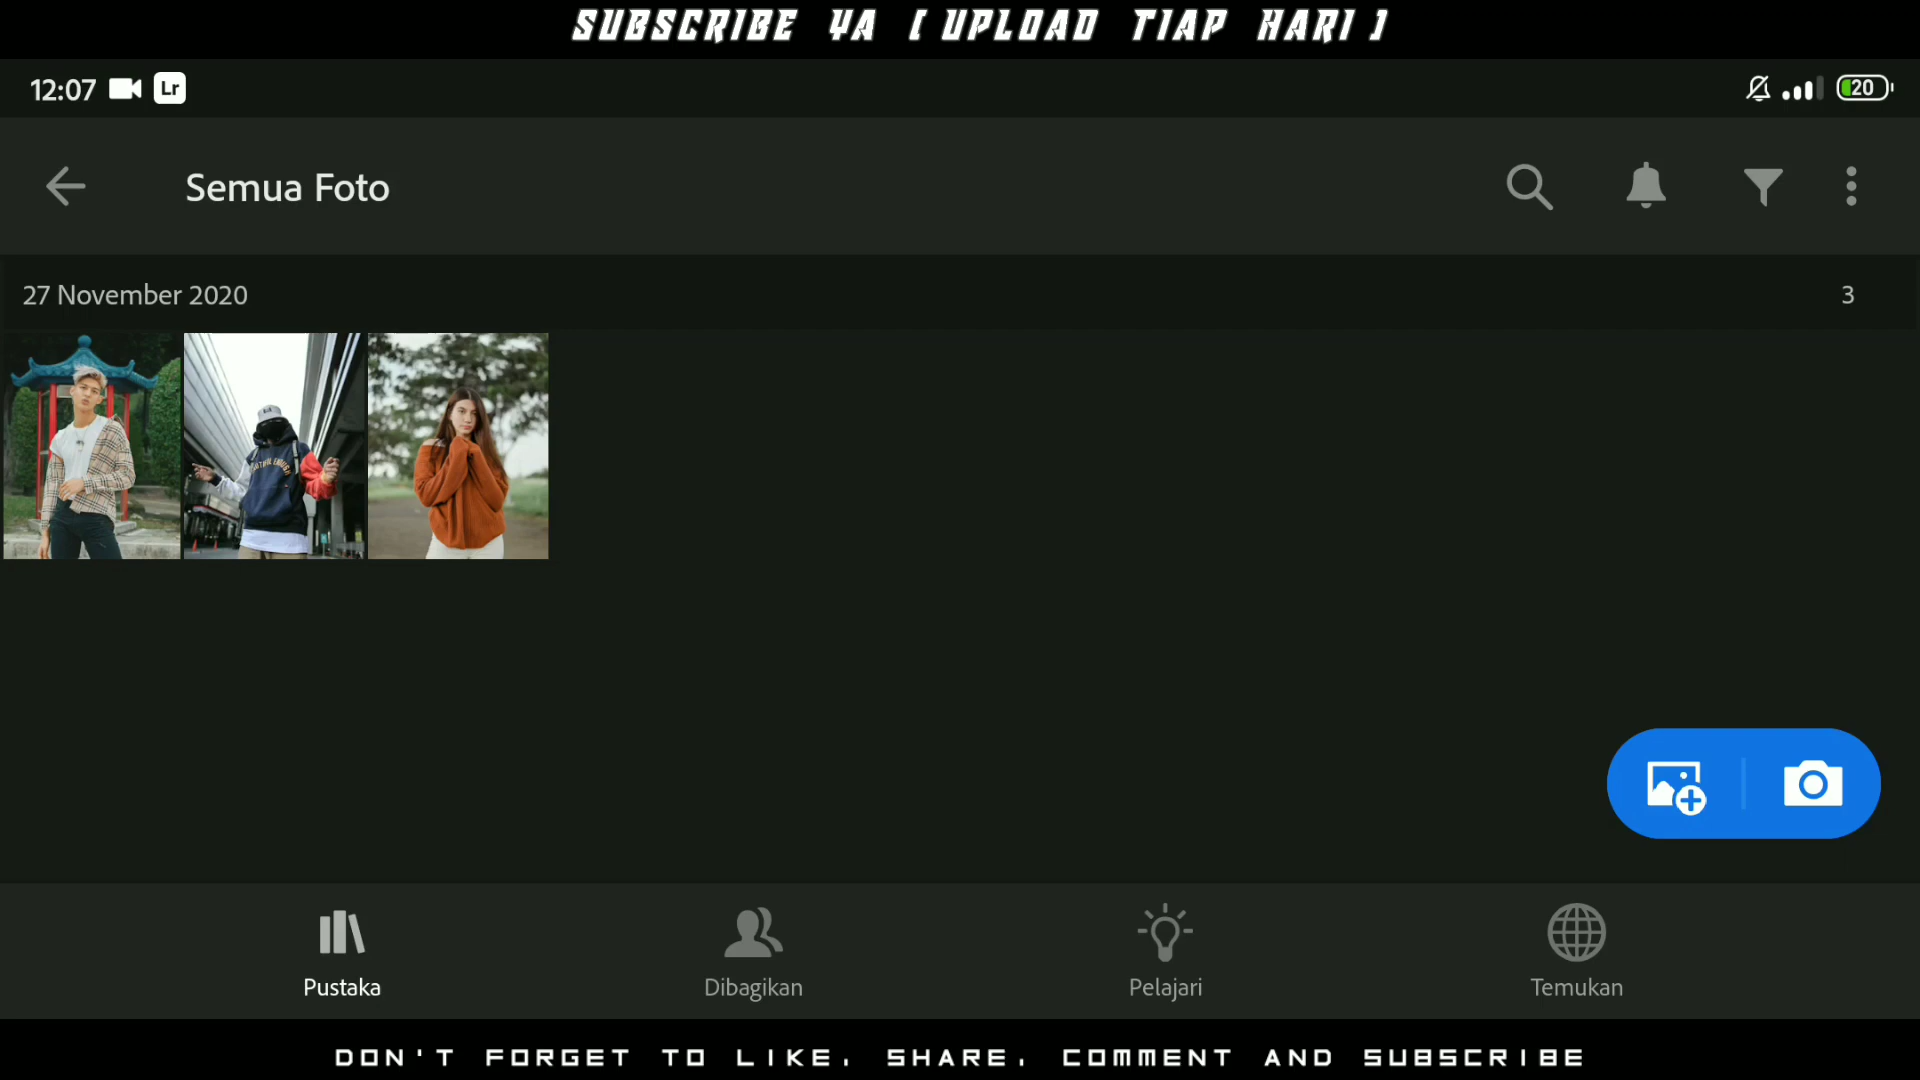 SUBSCRIBE YA [ UPLOAD TIAP HARI ]
12:07 Lr 20
Semua Foto
27 November 2020 3
Pustaka Dibagikan Pelajari Temukan
DON'T FORGET TO LIKE, SHARE, COMMENT AND SUBSCRIBE